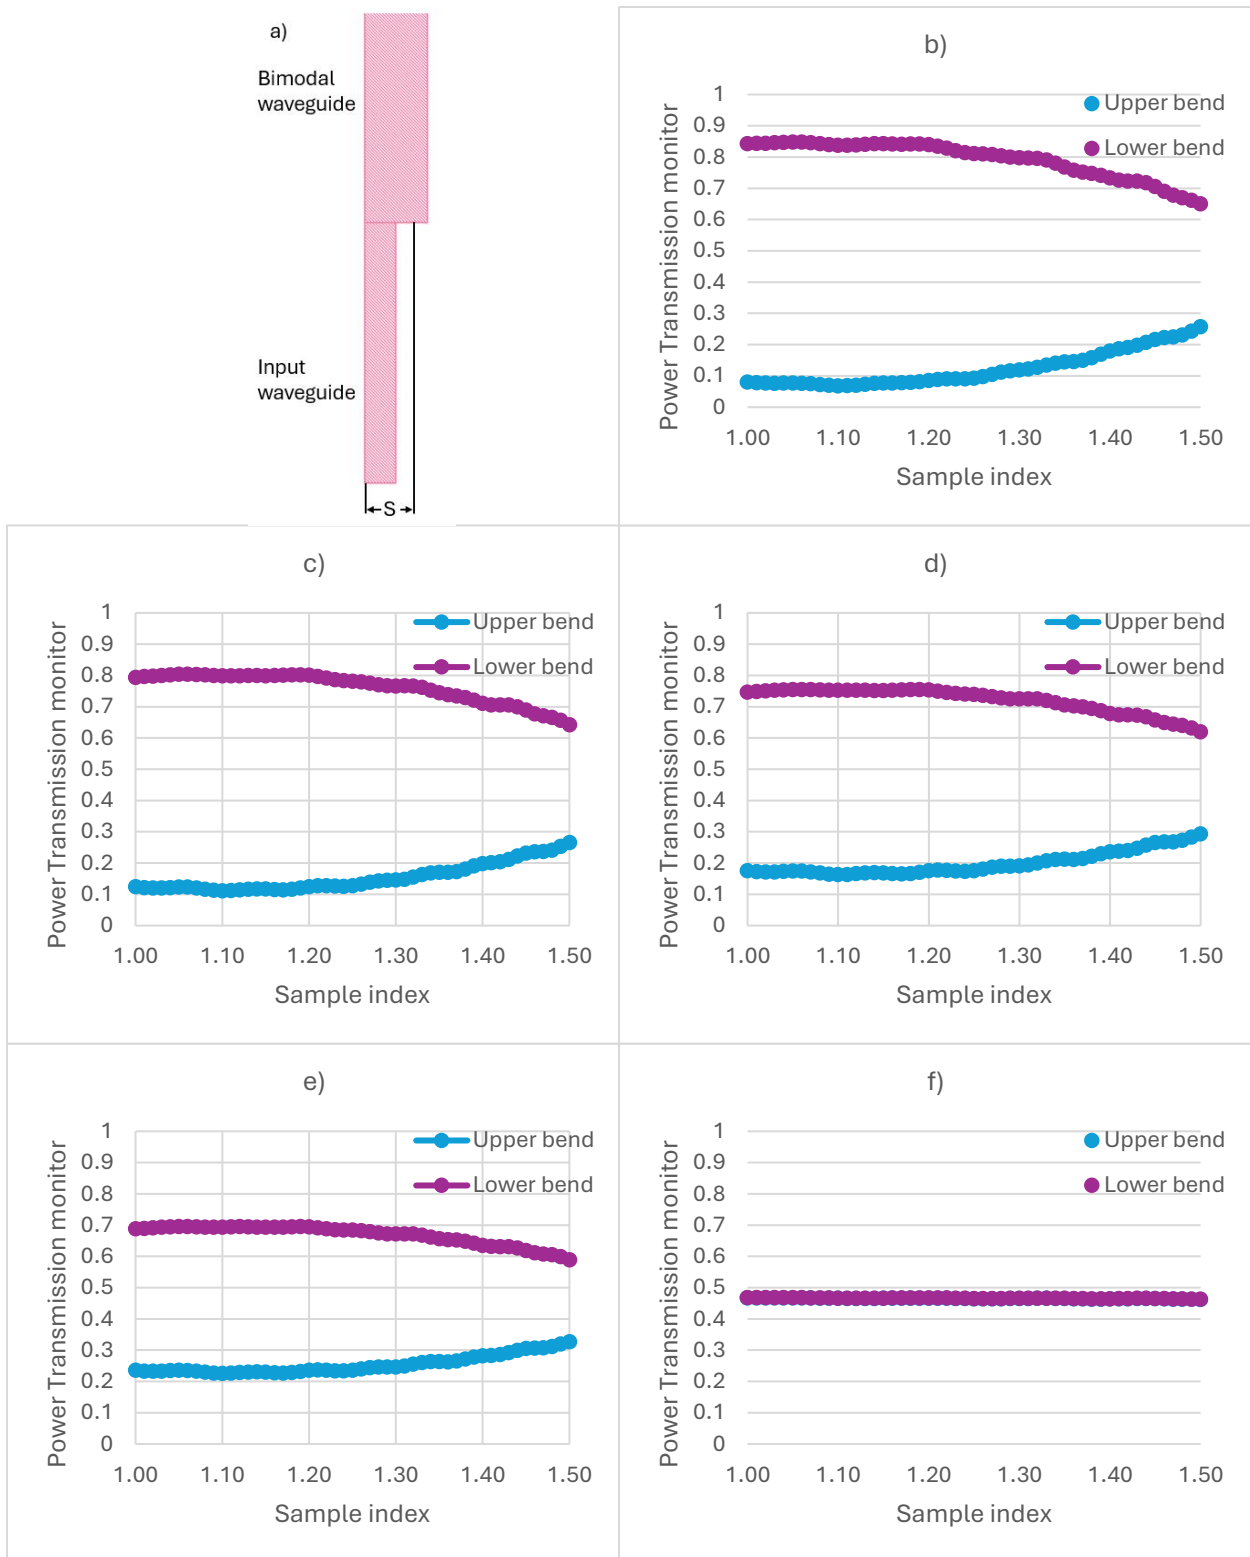 a)
Bimodal
waveguide
Input
waveguide
S
b)
Power Transmission monitor
1
0.9
0.8
0.7
0.6
0.5
0.4
0.3
0.2
0.1
0
Upper bend
Lower bend
1.00 1.10 1.20 1.30 1.40 1.50
Sample index
c)
Power Transmission monitor
1
0.9
0.8
0.7
0.6
0.5
0.4
0.3
0.2
0.1
0
Upper bend
Lower bend
1.00 1.10 1.20 1.30 1.40 1.50
Sample index
d)
Power Transmission monitor
1
0.9
0.8
0.7
0.6
0.5
0.4
0.3
0.2
0.1
0
Upper bend
Lower bend
1.00 1.10 1.20 1.30 1.40 1.50
Sample index
e)
Power Transmission monitor
1
0.9
0.8
0.7
0.6
0.5
0.4
0.3
0.2
0.1
0
Upper bend
Lower bend
1.00 1.10 1.20 1.30 1.40 1.50
Sample index
f)
Power Transmission monitor
1
0.9
0.8
0.7
0.6
0.5
0.4
0.3
0.2
0.1
0
Upper bend
Lower bend
1.00 1.10 1.20 1.30 1.40 1.50
Sample index